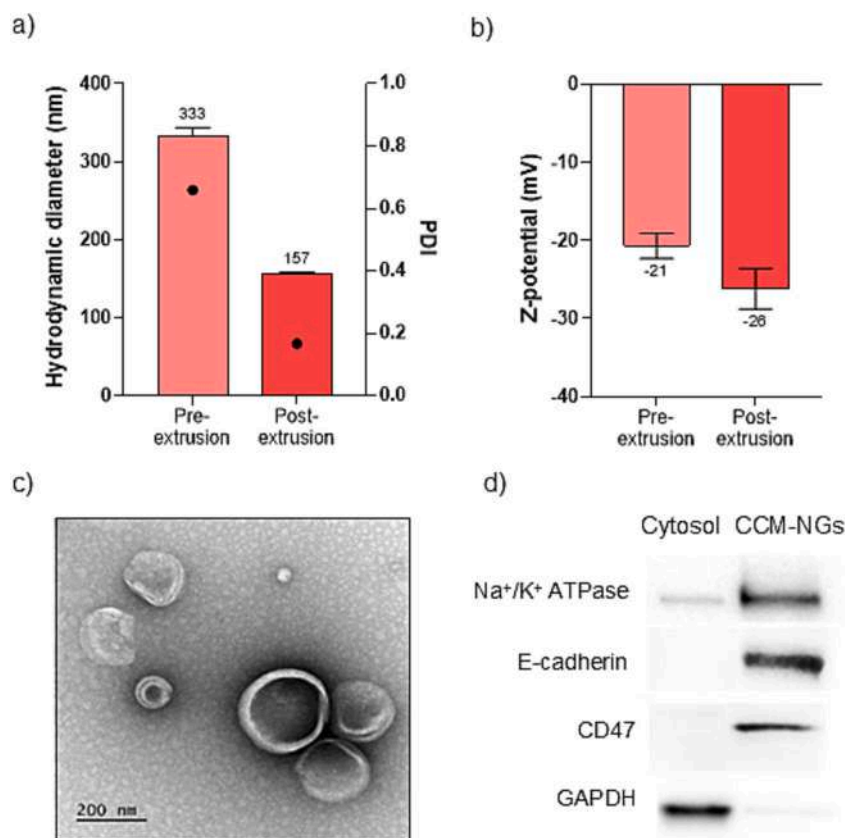 a)
Hydrodynamic diameter (nm)
400
300
200
100
0
333
157
1.0
0.8
0.6
0.4
0.2
0.0
PDI
Pre-
extrusion
Post-
extrusion
b)
Z-potential (mV)
0
-10
-20
-30
-40
-21
-26
Pre-
extrusion
Post-
extrusion
c)
200 nm
d)
Cytosol CCM-NGs
Na⁺/K⁺ ATPase
E-cadherin
CD47
GAPDH